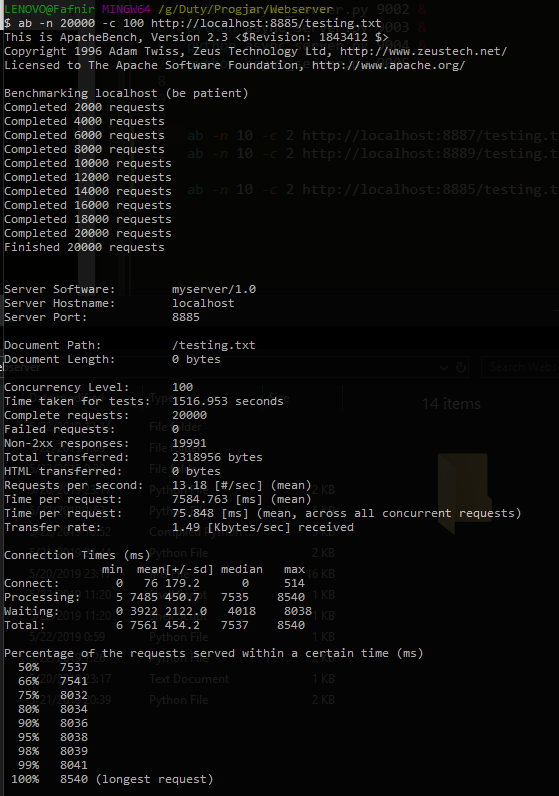 LENOVO@Fafnir MINGW64 /g/Duty/Progjar/Webserver
$ ab -n 20000 -c 100 http://localhost:8885/testing.txt
This is ApacheBench, Version 2.3 <$Revision: 1843412 $>
Copyright 1996 Adam Twiss, Zeus Technology Ltd, http://www.zeustech.net/
Licensed to The Apache Software Foundation, http://www.apache.org/

Benchmarking localhost (be patient)
Completed 2000 requests
Completed 4000 requests
Completed 6000 requests
Completed 8000 requests
Completed 10000 requests
Completed 12000 requests
Completed 14000 requests
Completed 16000 requests
Completed 18000 requests
Completed 20000 requests
Finished 20000 requests
ab -n 10 -c 2 http://localhost:8887/testing.t
ab -n 10 -c 2 http://localhost:8889/testing.t
ab -n 10 -c 2 http://localhost:8885/testing.t

Server Software: myserver/1.0
Server Hostname: localhost
Server Port: 8885

Document Path: /testing.txt
Document Length: 0 bytes

Concurrency Level: 100
Time taken for tests: 1516.953 seconds
Complete requests: 20000
Failed requests: 0
Non-2xx responses: 19991
Total transferred: 2318956 bytes
HTML transferred: 0 bytes
Requests per second: 13.18 [#/sec] (mean)
Time per request: 7584.763 [ms] (mean)
Time per request: 75.848 [ms] (mean, across all concurrent requests)
Transfer rate: 1.49 [Kbytes/sec] received
14 items

Connection Times (ms)
min mean[+/-sd] median max
Connect: 0 76 179.2 0 514
Processing: 5 7485 450.7 7535 8540
Waiting: 0 3922 2122.0 4018 8038
Total: 6 7561 454.2 7537 8540

Percentage of the requests served within a certain time (ms)
50% 7537
66% 7541
75% 8032
80% 8034
90% 8036
95% 8038
98% 8039
99% 8041
100% 8540 (longest request)